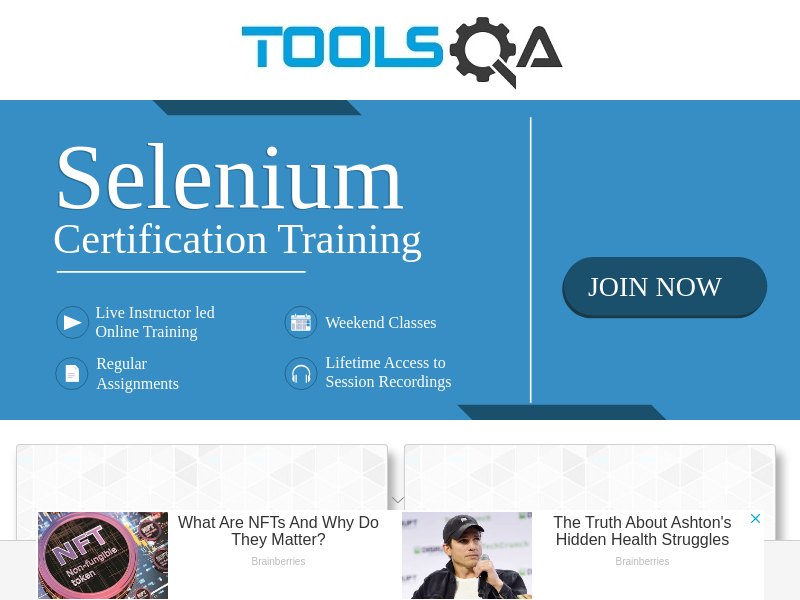 TOOLSQA
Selenium
Certification Training
Live Instructor led
Online Training
Weekend Classes
Regular
Assignments
Lifetime Access to
Session Recordings
JOIN NOW
NFT
Non-fungible
token
What Are NFTs And Why Do
They Matter?
Brainberries
The Truth About Ashton's
Hidden Health Struggles
Brainberries